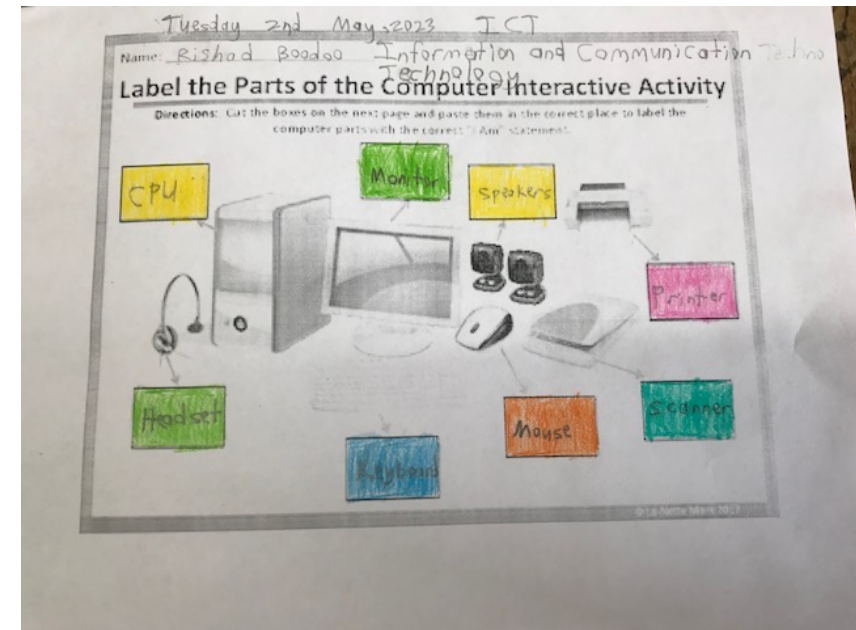 Tuesday 2nd May, 2023 ICT
Name: Rishad Boodoo Information and Communication Techno
Technology
Label the Parts of the Computer Interactive Activity
Directions: Cut the boxes on the next page and paste them in the correct place to label the
computer parts with the correct "I Am" statement.
CPU
Monitor
Speakers
Printer
Headset
Keyboard
Mouse
Scanner